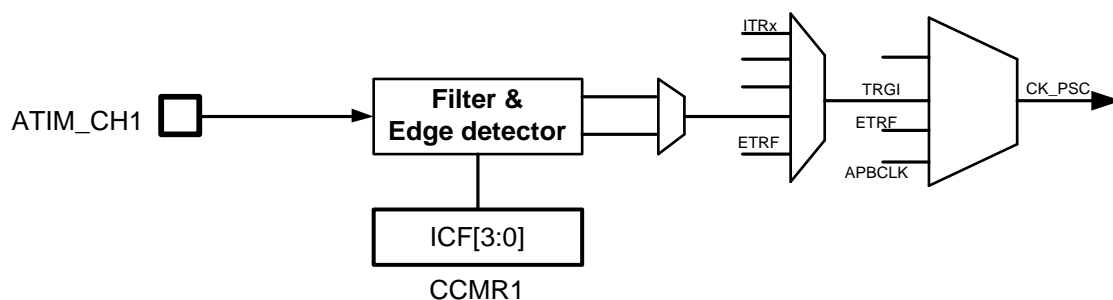 ATIM_CH1
Filter &
Edge detector
ICF[3:0]
CCMR1
ITRx
ETRF
TRGI
ETRF
APBCLK
CK_PSC